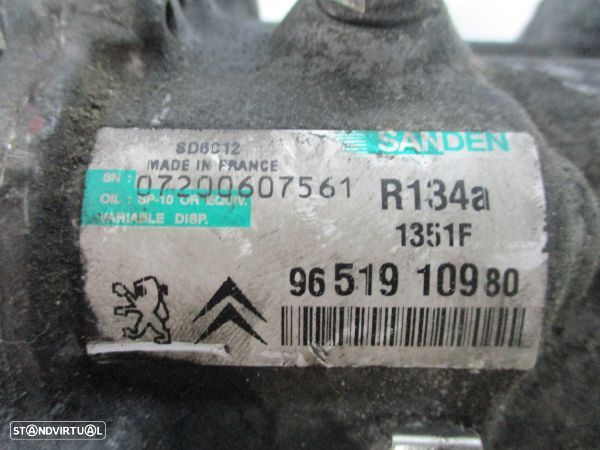 SANDEN
SD6C12
MADE IN FRANCE
SN : 07200607561
R134a
OIL : SP-10 OR EQUIV.
VARIABLE DISP.
1351F
96 519 109 80
STANDVIRTUAL